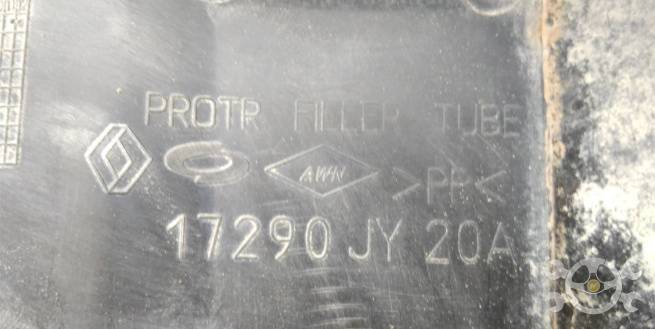 PROTR FILLER TUBE
AWN >PP<
17290 JY 20A